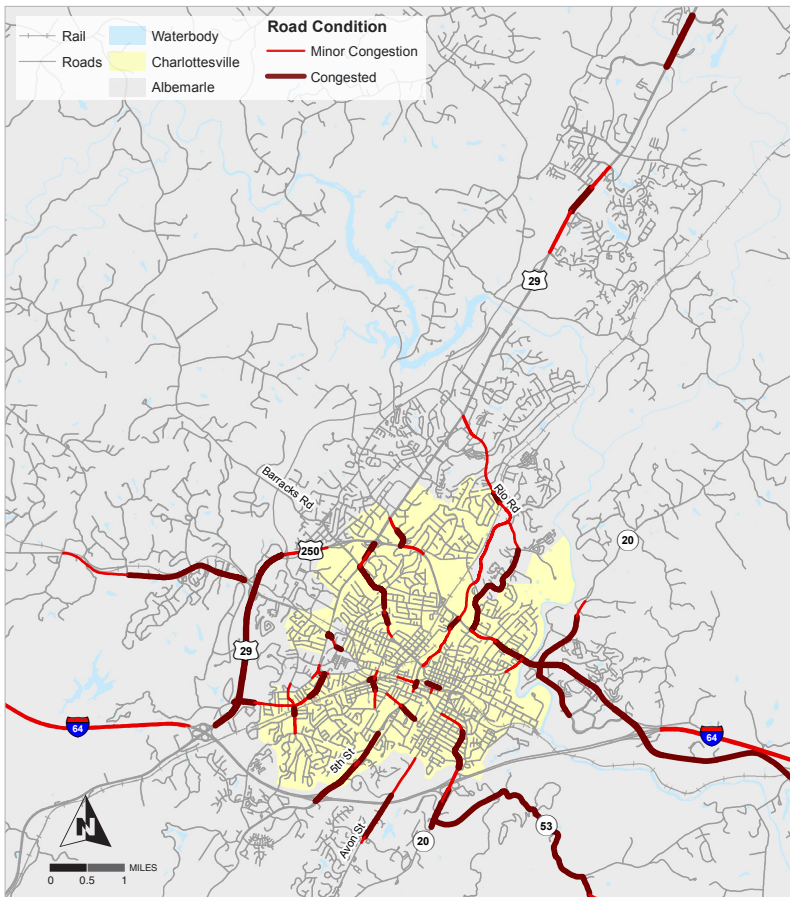 Rail
Roads
Waterbody
Charlottesville
Albemarle
Road Condition
Minor Congestion
Congested
29
Barracks Rd
Rio Rd
250
20
29
64
64
5th St
Avon St
20
53
N
0 0.5 1 MILES